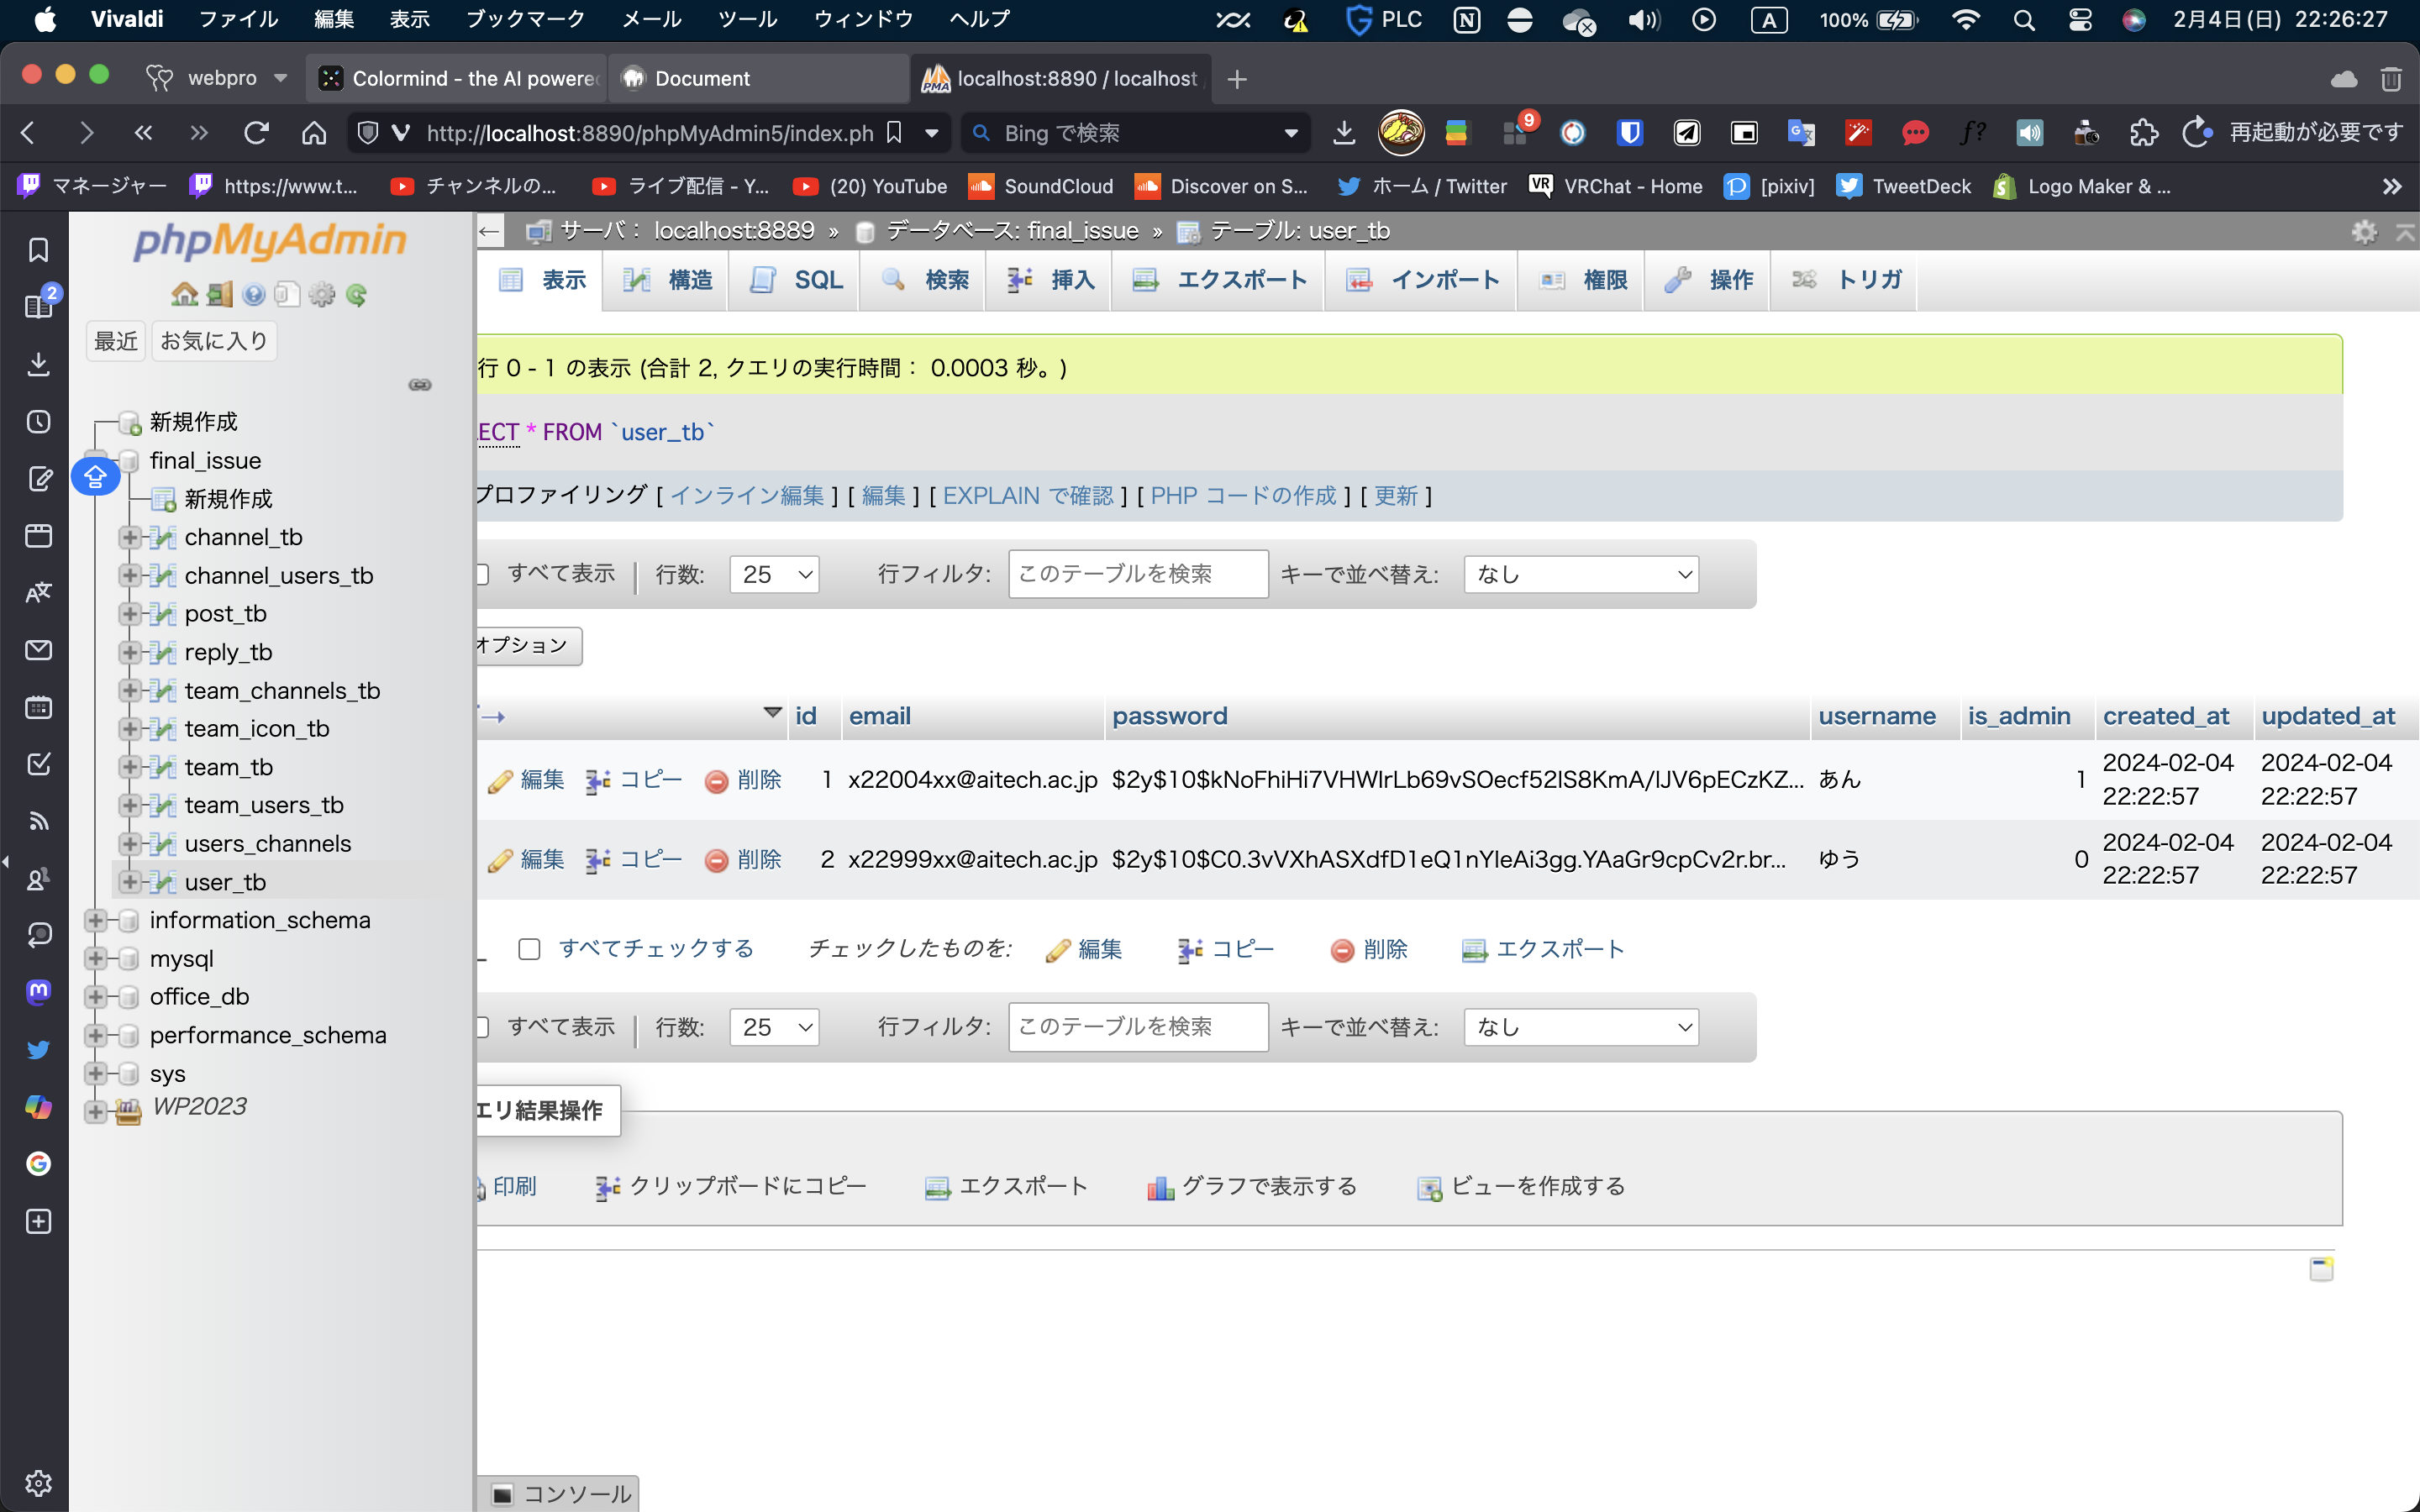 Vivaldi ファイル 編集 表示 ブックマーク メール ツール ウィンドウ ヘルプ PLC A 100% 2月4日(日) 22:26:27
webpro Colormind - the AI powere Document localhost:8890 / localhost
http://localhost:8890/phpMyAdmin5/index.ph Bing で検索 9 f? 再起動が必要です
マネージャー https://www.t... チャンネルの... ライブ配信 - Y... (20) YouTube SoundCloud Discover on S... ホーム / Twitter VRChat - Home [pixiv] TweetDeck Logo Maker & ...
phpMyAdmin
2
最近 お気に入り
新規作成
final_issue
新規作成
channel_tb
channel_users_tb
post_tb
reply_tb
team_channels_tb
team_icon_tb
team_tb
team_users_tb
users_channels
user_tb
information_schema
mysql
office_db
performance_schema
sys
WP2023
サーバ: localhost:8889 » データベース: final_issue » テーブル: user_tb
表示 構造 SQL 検索 挿入 エクスポート インポート 権限 操作 トリガ
行 0 - 1 の表示 (合計 2, クエリの実行時間: 0.0003 秒。)
ECT * FROM `user_tb`
プロファイリング [ インライン編集 ] [ 編集 ] [ EXPLAIN で確認 ] [ PHP コードの作成 ] [ 更新 ]
すべて表示 行数: 25 行フィルタ: このテーブルを検索 キーで並べ替え: なし
オプション
id email password username is_admin created_at updated_at
編集 コピー 削除 1 x22004xx@aitech.ac.jp $2y$10$kNoFhiHi7VHWIrLb69vSOecf52lS8KmA/lJV6pECzKZ... あん 1 2024-02-04 22:22:57 2024-02-04 22:22:57
編集 コピー 削除 2 x22999xx@aitech.ac.jp $2y$10$C0.3vVXhASXdfD1eQ1nYleAi3gg.YAaGr9cpCv2r.br... ゆう 0 2024-02-04 22:22:57 2024-02-04 22:22:57
すべてチェックする チェックしたものを: 編集 コピー 削除 エクスポート
すべて表示 行数: 25 行フィルタ: このテーブルを検索 キーで並べ替え: なし
エリ結果操作
印刷 クリップボードにコピー エクスポート グラフで表示する ビューを作成する
コンソール